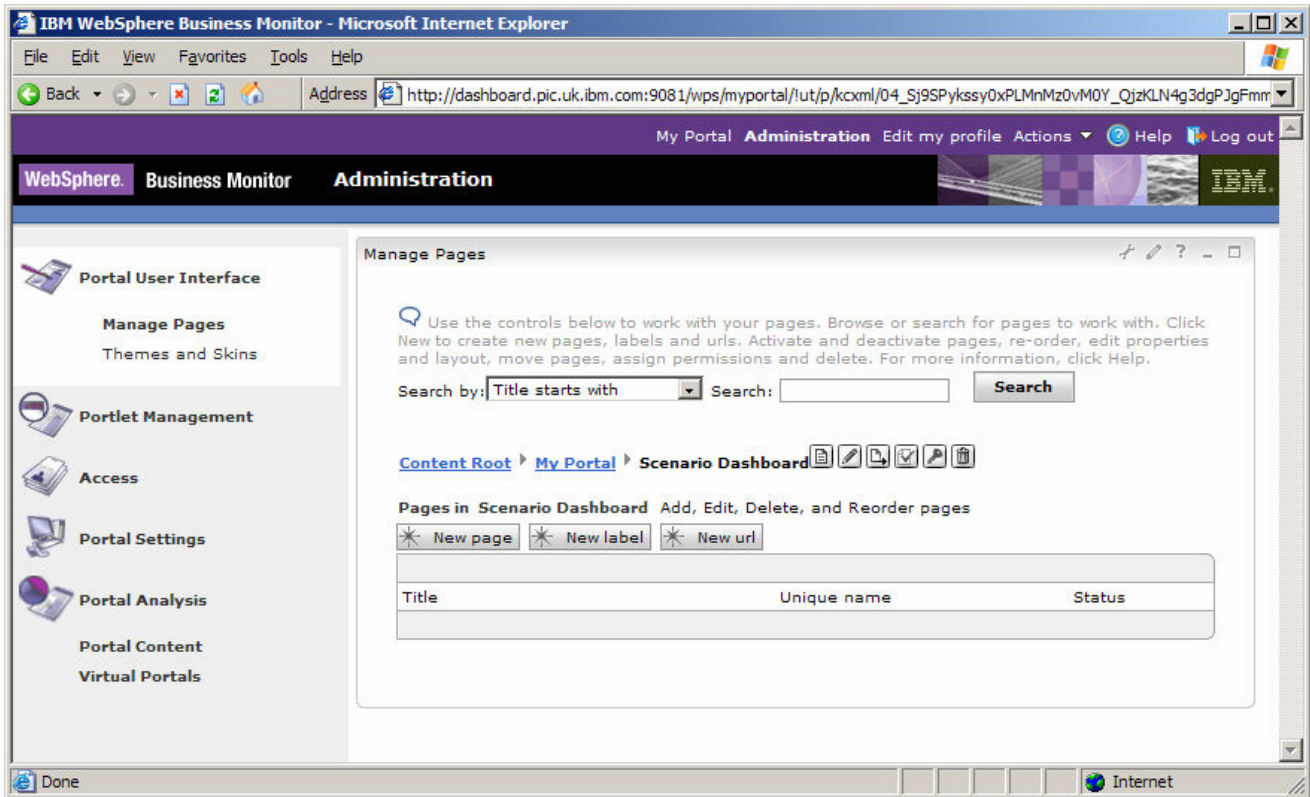 IBM WebSphere Business Monitor - Microsoft Internet Explorer
File Edit View Favorites Tools Help
Back Address http://dashboard.pic.uk.ibm.com:9081/wps/myportal/!ut/p/kcxml/04_Sj9SPykssy0xPLMnMz0vM0Y_QjzKLN4g3dgPJgFmm
My Portal Administration Edit my profile Actions Help Log out
WebSphere. Business Monitor Administration IBM.
Manage Pages
Portal User Interface
Manage Pages
Themes and Skins
Portlet Management
Access
Portal Settings
Portal Analysis
Portal Content
Virtual Portals
Use the controls below to work with your pages. Browse or search for pages to work with. Click
New to create new pages, labels and urls. Activate and deactivate pages, re-order, edit properties
and layout, move pages, assign permissions and delete. For more information, click Help.
Search by: Title starts with Search: Search
Content Root My Portal Scenario Dashboard
Pages in Scenario Dashboard Add, Edit, Delete, and Reorder pages
New page New label New url
Title Unique name Status
Done Internet